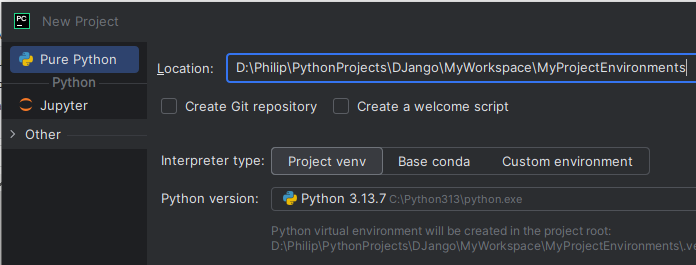 PC
New Project
Pure Python
Python
Jupyter
Other
Location: D:\Philip\PythonProjects\DJango\MyWorkspace\MyProjectEnvironments
Create Git repository Create a welcome script
Interpreter type: Project venv Base conda Custom environment
Python version: Python 3.13.7 C:\Python313\python.exe
Python virtual environment will be created in the project root:
D:\Philip\PythonProjects\DJango\MyWorkspace\MyProjectEnvironments\.ve